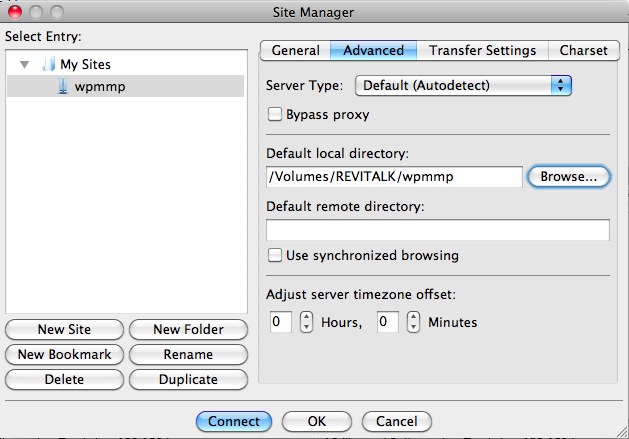 Site Manager
Select Entry:
My Sites
wpmmp
New Site New Folder
New Bookmark Rename
Delete Duplicate
General Advanced Transfer Settings Charset
Server Type: Default (Autodetect)
Bypass proxy
Default local directory:
/Volumes/REVITALK/wpmmp Browse...
Default remote directory:
Use synchronized browsing
Adjust server timezone offset:
0 Hours, 0 Minutes
Connect OK Cancel